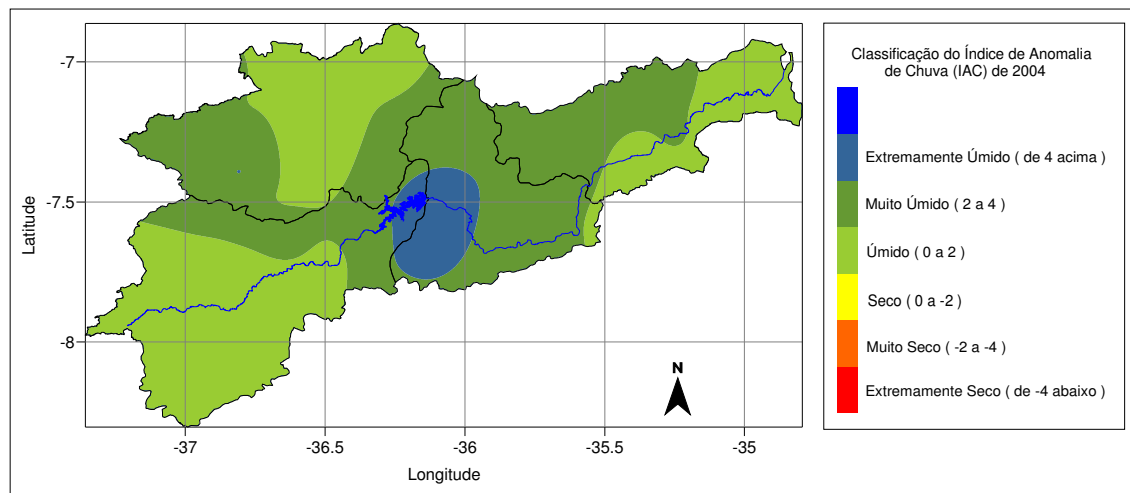 Classificação do Índice de Anomalia
de Chuva (IAC) de 2004
Extremamente Úmido ( de 4 acima )
Muito Úmido ( 2 a 4 )
Úmido ( 0 a 2 )
Seco ( 0 a -2 )
Muito Seco ( -2 a -4 )
Extremamente Seco ( de -4 abaixo )
-7
-7.5
-8
Latitude
N
-37
-36.5
-36
-35.5
-35
Longitude